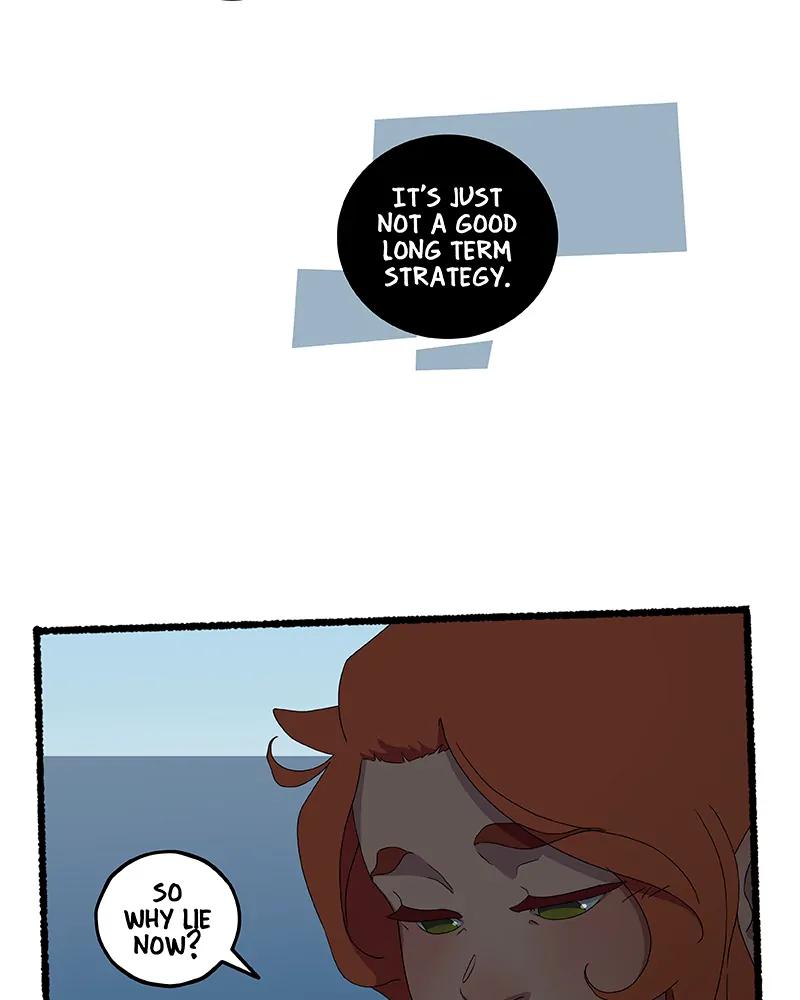 IT'S JUST
NOT A GOOD
LONG TERM
STRATEGY.
SO
WHY LIE
NOW?